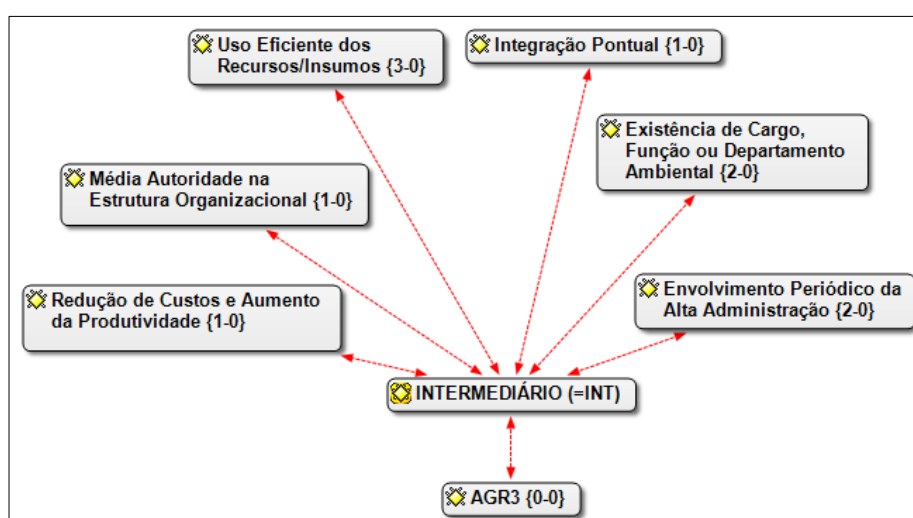 Uso Eficiente dos
Recursos/Insumos {3-0}
Integração Pontual {1-0}
Existência de Cargo,
Função ou Departamento
Ambiental {2-0}
Média Autoridade na
Estrutura Organizacional {1-0}
Redução de Custos e Aumento
da Produtividade {1-0}
Envolvimento Periódico da
Alta Administração {2-0}
INTERMEDIÁRIO (=INT)
AGR3 {0-0}